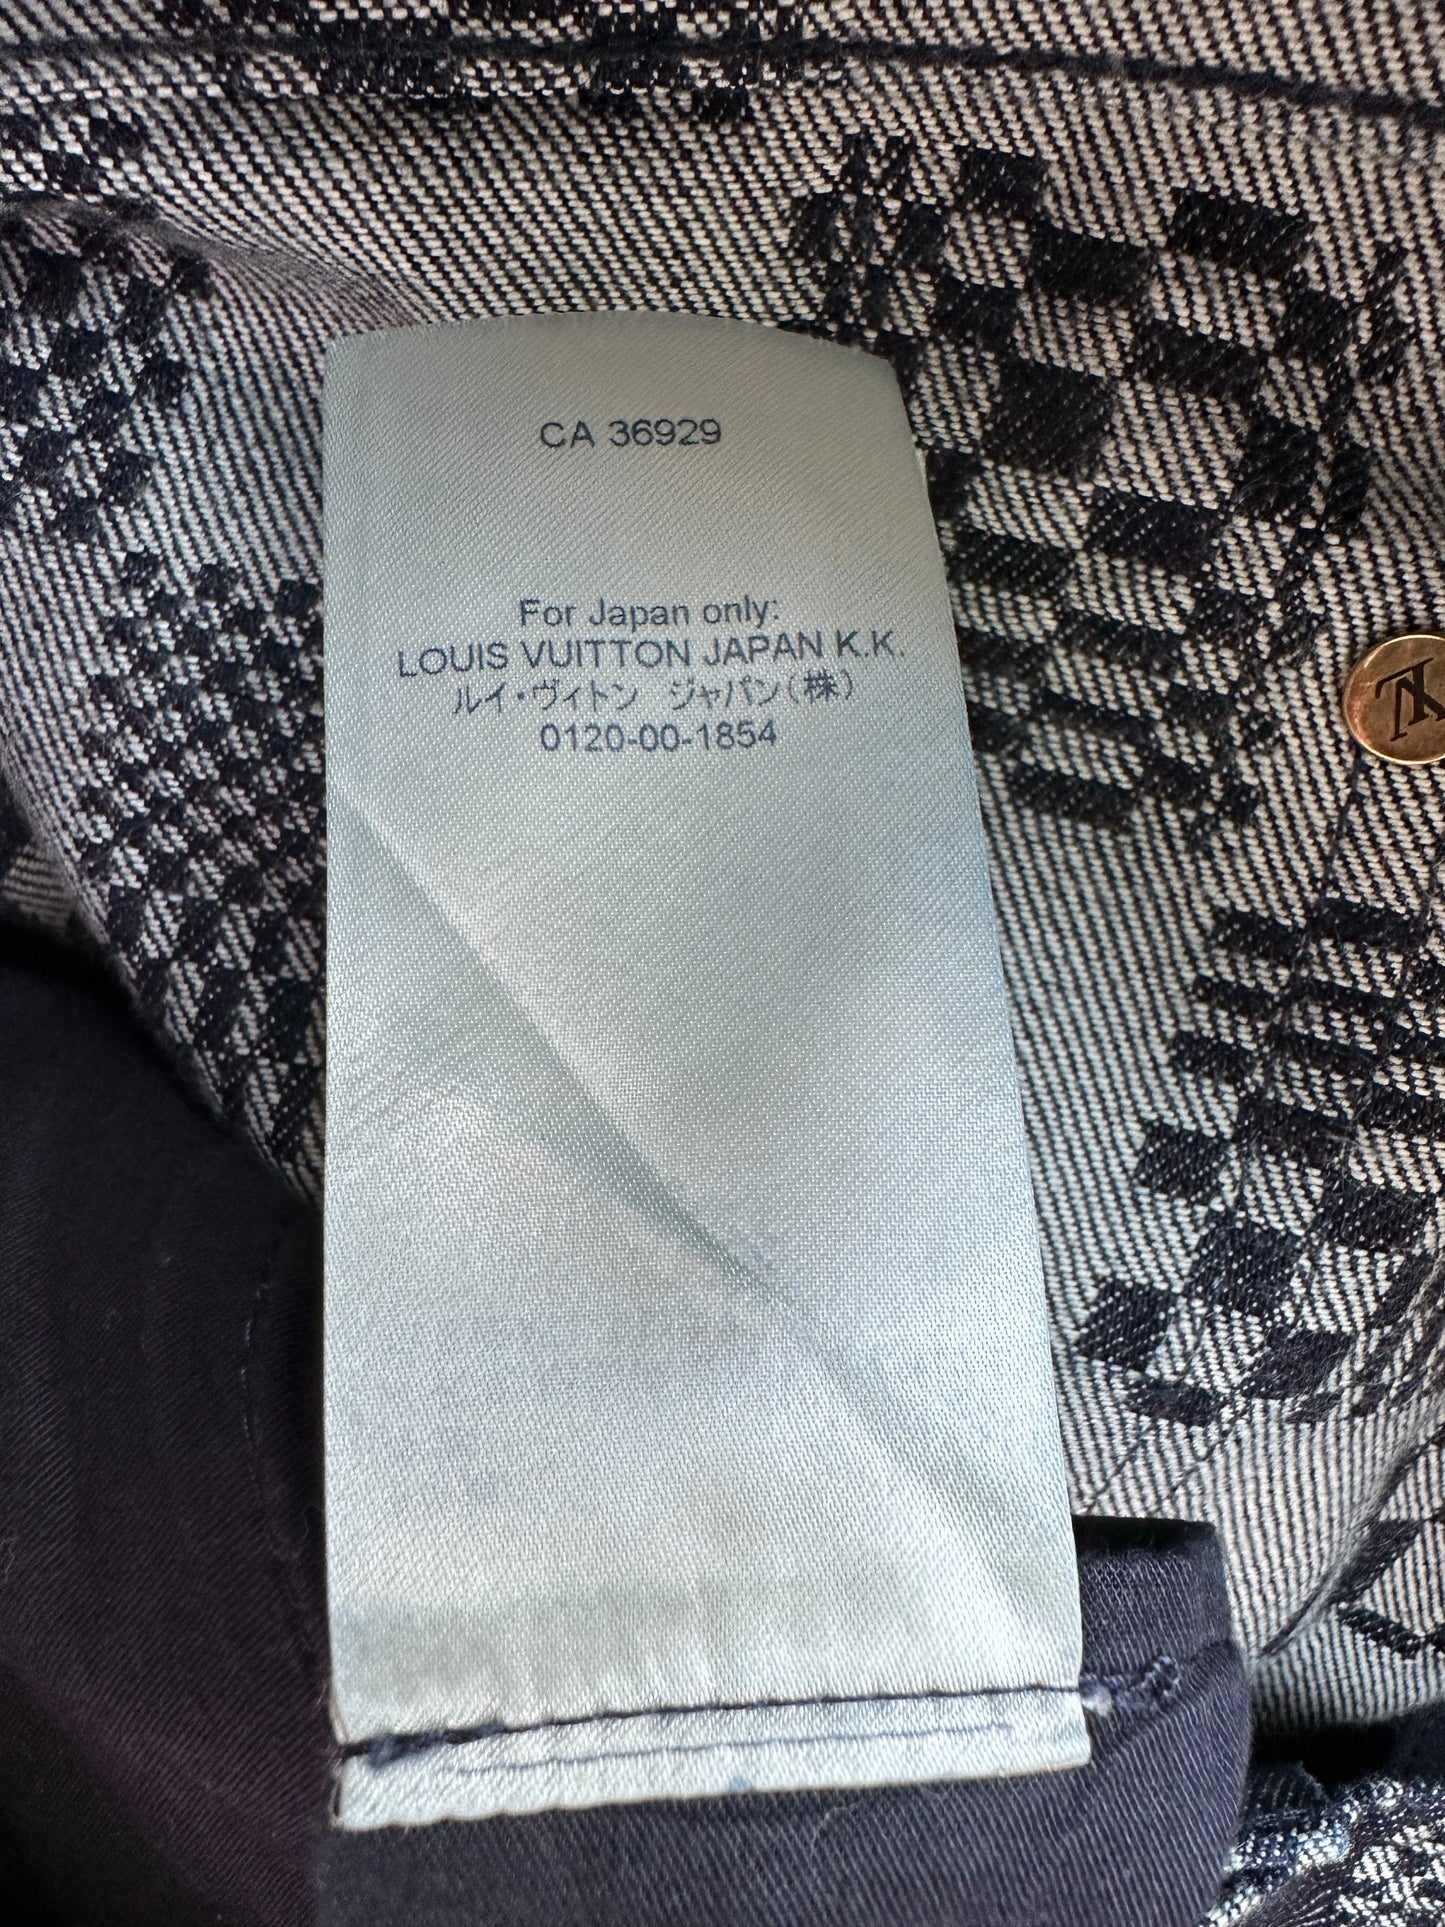 CA 36929
For Japan only:
LOUIS VUITTON JAPAN K.K.
ルイ・ヴィトン ジャパン(株)
0120-00-1854
LV